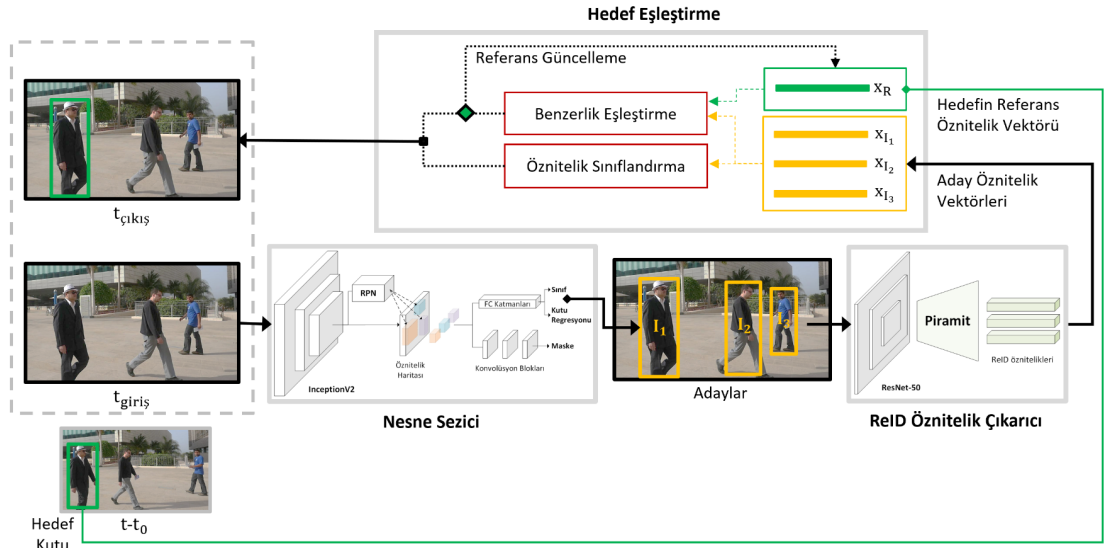 Hedef Eşleştirme
Referans Güncelleme
Benzerlik Eşleştirme
Öznitelik Sınıflandırma
x_R
x_I₁
x_I₂
x_I₃
Hedefin Referans
Öznitelik Vektörü
Aday Öznitelik
Vektörleri
t_çıkış
t_giriş
RPN
InceptionV2
Öznitelik
Haritası
FC Katmanları
Sınıf
Kutu
Regresyonu
Maske
Konvolüsyon Blokları
Nesne Sezici
I₁
I₂
I₃
Adaylar
Piramit
ResNet-50
ReID öznitelikleri
ReID Öznitelik Çıkarıcı
Hedef
Kutu
t-t₀